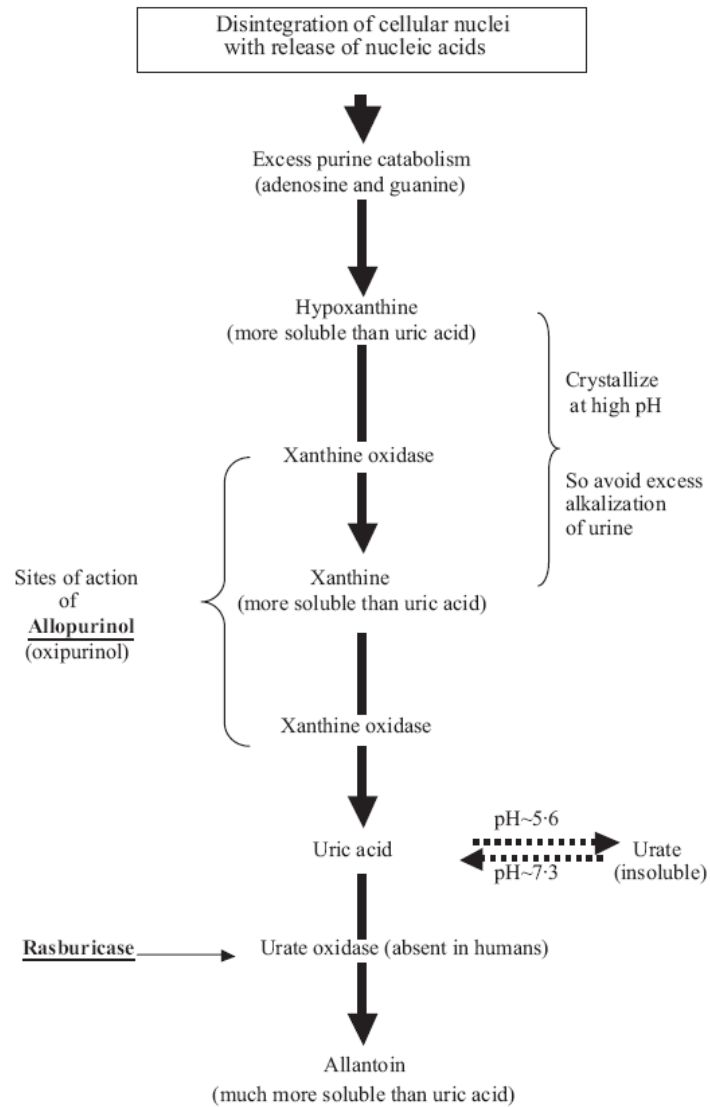 Disintegration of cellular nuclei
with release of nucleic acids
Excess purine catabolism
(adenosine and guanine)
Hypoxanthine
(more soluble than uric acid)
Crystallize
at high pH
Xanthine oxidase
So avoid excess
alkalization
of urine
Sites of action
of
Allopurinol
(oxipurinol)
Xanthine
(more soluble than uric acid)
Xanthine oxidase
Uric acid
pH~5·6
pH~7·3
Urate
(insoluble)
Rasburicase
Urate oxidase (absent in humans)
Allantoin
(much more soluble than uric acid)